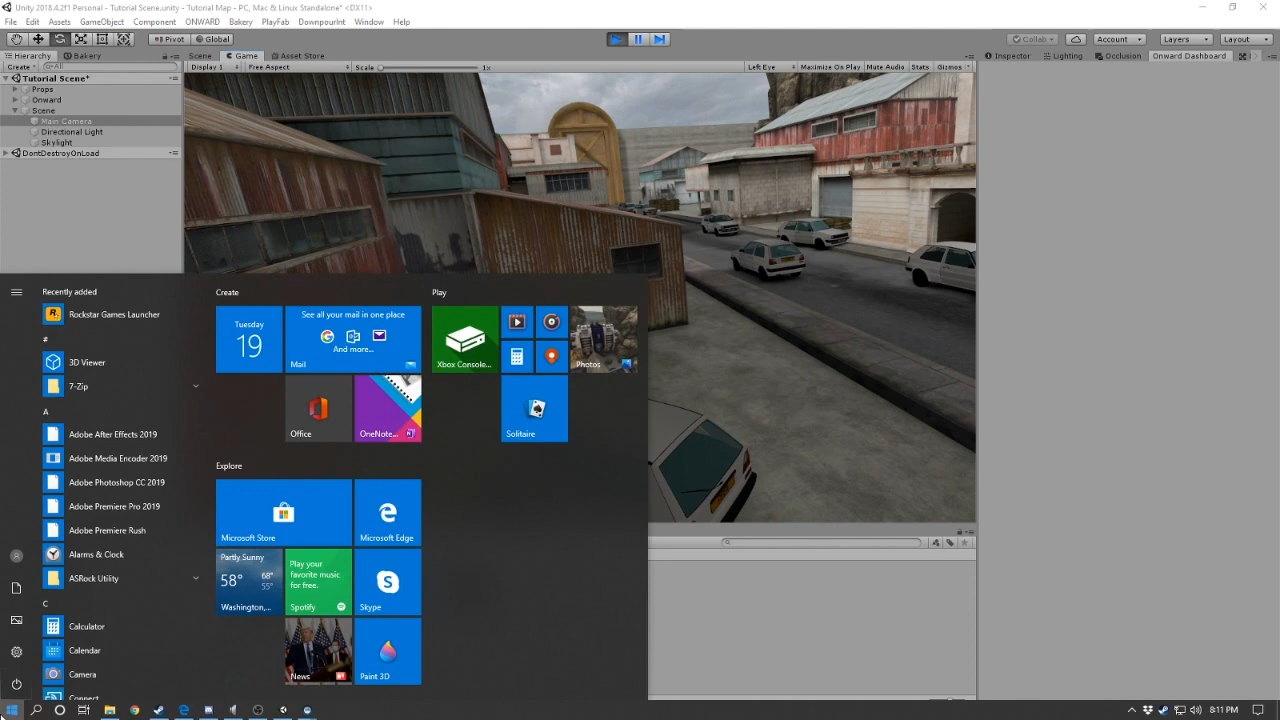 Unity 2018.4.2f1 Personal - Tutorial Scene.unity - Tutorial Map - PC, Mac & Linux Standalone* <DX11>
File Edit Assets GameObject Component ONWARD Bakery PlayFab DownpourInt Window Help
Pivot Global Collab Account Layers Layout
Hierarchy Bakery Scene Game Asset Store Inspector Lighting Occlusion Onward Dashboard
Create All Display 1 Free Aspect Scale 1x Left Eye Maximize On Play Mute Audio Stats Gizmos
Tutorial Scene*
Props
Onward
Scene
Main Camera
Directional Light
Skylight
DontDestroyOnLoad
Recently added
Rockstar Games Launcher
#
3D Viewer
7-Zip
A
Adobe After Effects 2019
Adobe Media Encoder 2019
Adobe Photoshop CC 2019
Adobe Premiere Pro 2019
Adobe Premiere Rush
Alarms & Clock
ASRock Utility
C
Calculator
Calendar
Camera
Connect
Create
Tuesday
19
See all your mail in one place
And more...
Mail
Office
OneNote...
Explore
Microsoft Store
Microsoft Edge
Partly Sunny
58° 68°
55°
Washington,...
Play your
favorite music
for free.
Spotify
Skype
News
Paint 3D
Play
Xbox Console...
Photos
Solitaire
8:11 PM